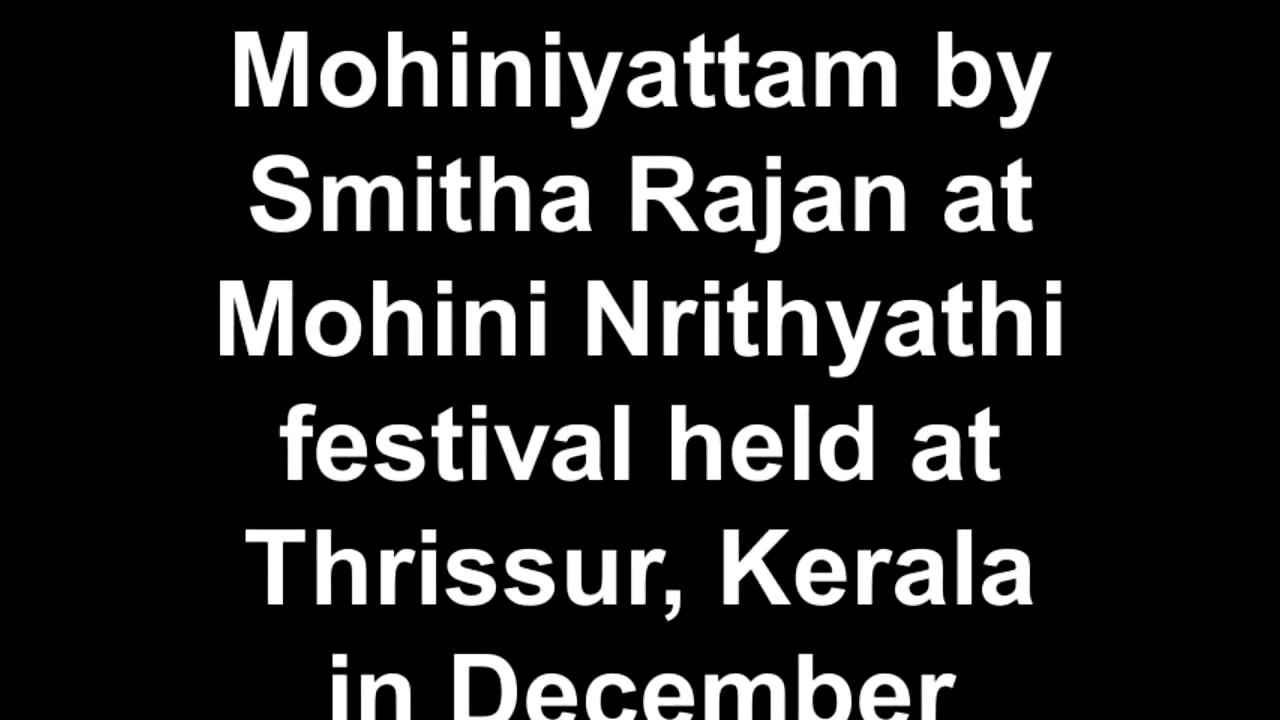 Mohiniyattam by
Smitha Rajan at
Mohini Nrithyathi
festival held at
Thrissur, Kerala
in December